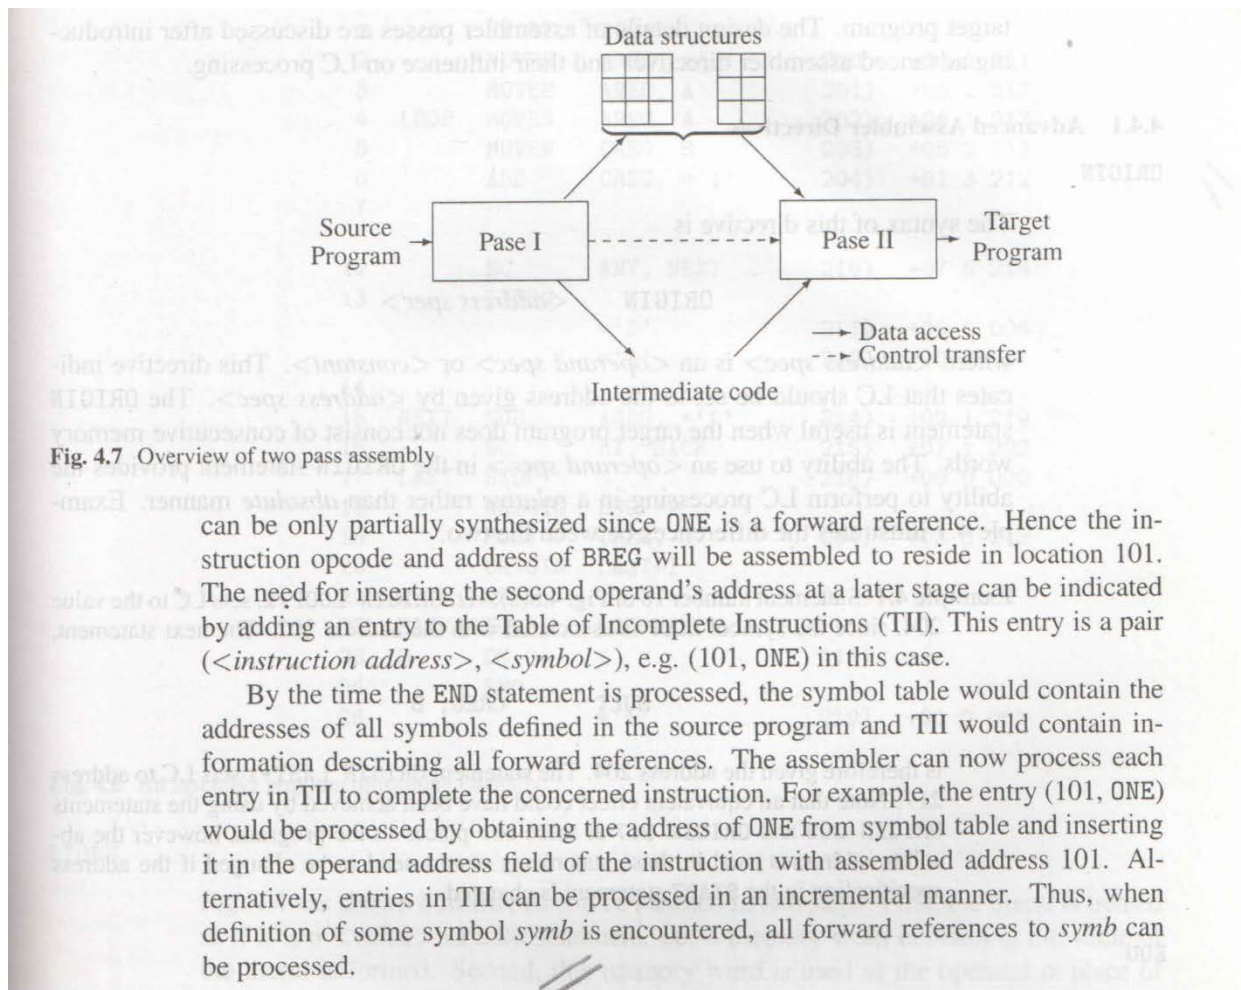 Data structures
Source
Program
Pase I
Pase II
Target
Program
Data access
Control transfer
Intermediate code
Fig. 4.7 Overview of two pass assembly
can be only partially synthesized since ONE is a forward reference. Hence the in-
struction opcode and address of BREG will be assembled to reside in location 101.
The need for inserting the second operand's address at a later stage can be indicated
by adding an entry to the Table of Incomplete Instructions (TII). This entry is a pair
(<instruction address>, <symbol>), e.g. (101, ONE) in this case.
By the time the END statement is processed, the symbol table would contain the
addresses of all symbols defined in the source program and TII would contain in-
formation describing all forward references. The assembler can now process each
entry in TII to complete the concerned instruction. For example, the entry (101, ONE)
would be processed by obtaining the address of ONE from symbol table and inserting
it in the operand address field of the instruction with assembled address 101. Al-
ternatively, entries in TII can be processed in an incremental manner. Thus, when
definition of some symbol symb is encountered, all forward references to symb can
be processed.